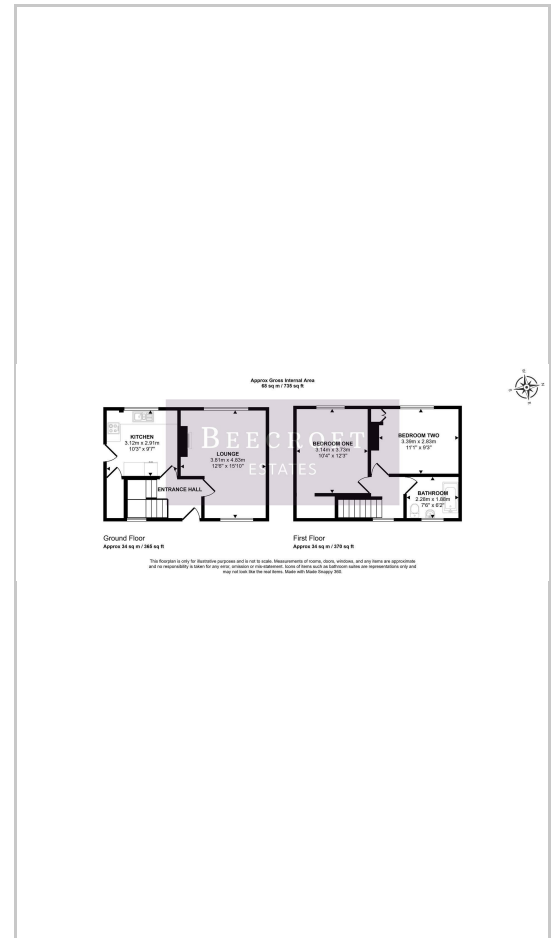 Approx Gross Internal Area
68 sq m / 735 sq ft
KITCHEN
3.12m x 2.91m
10'3" x 9'7"
LOUNGE
3.81m x 4.83m
12'6" x 15'10"
ENTRANCE HALL
BEDROOM ONE
3.14m x 3.73m
10'4" x 12'3"
BEDROOM TWO
3.39m x 2.83m
11'1" x 9'3"
BATHROOM
2.28m x 1.88m
7'6" x 6'2"
BEECROFT
ESTATES
Ground Floor
Approx 34 sq m / 365 sq ft
First Floor
Approx 34 sq m / 370 sq ft
This floorplan is only for illustrative purposes and is not to scale. Measurements of rooms, doors, windows, and any items are approximate
and no responsibility is taken for any error, omission or mis-statement. Icons of items such as bathroom suites are representations only and
may not look like the real items. Made with Made Snappy 360.